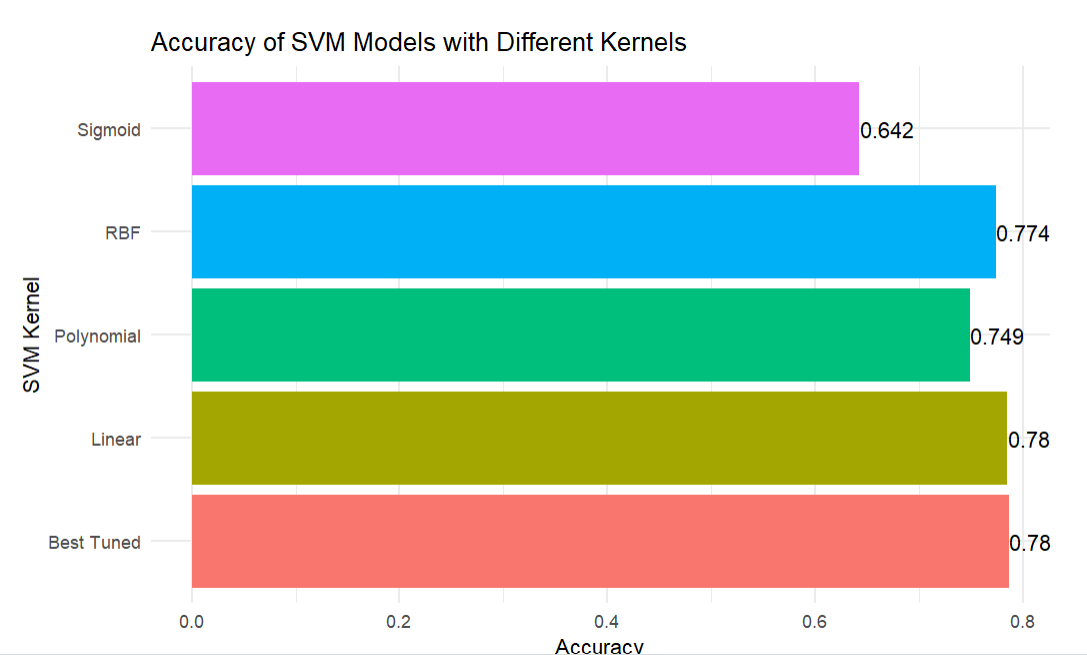 Accuracy of SVM Models with Different Kernels
Sigmoid
0.642
RBF
0.774
SVM Kernel
Polynomial
0.749
Linear
0.78
Best Tuned
0.78
0.0 0.2 0.4 0.6 0.8
Accuracy